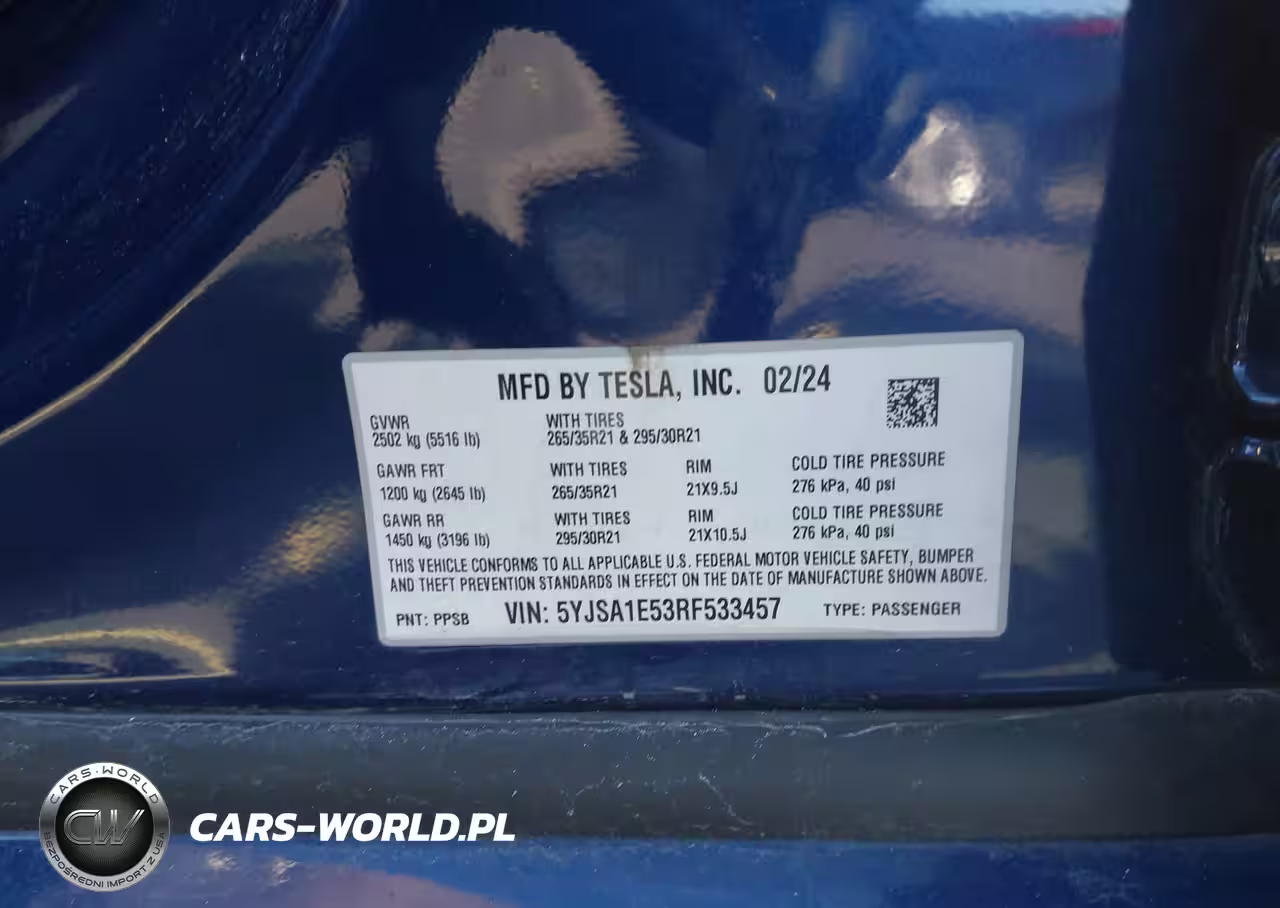 MFD BY TESLA, INC. 02/24
GVWR WITH TIRES
2502 kg (5516 lb) 265/35R21 & 295/30R21
GAWR FRT WITH TIRES RIM COLD TIRE PRESSURE
1200 kg (2645 lb) 265/35R21 21X9.5J 276 kPa, 40 psi
GAWR RR WITH TIRES RIM COLD TIRE PRESSURE
1450 kg (3196 lb) 295/30R21 21X10.5J 276 kPa, 40 psi
THIS VEHICLE CONFORMS TO ALL APPLICABLE U.S. FEDERAL MOTOR VEHICLE SAFETY, BUMPER
AND THEFT PREVENTION STANDARDS IN EFFECT ON THE DATE OF MANUFACTURE SHOWN ABOVE.
PNT: PPSB VIN: 5YJSA1E53RF533457 TYPE: PASSENGER
CARS-WORLD
CW
BEZPOŚREDNI IMPORT Z USA
CARS-WORLD.PL